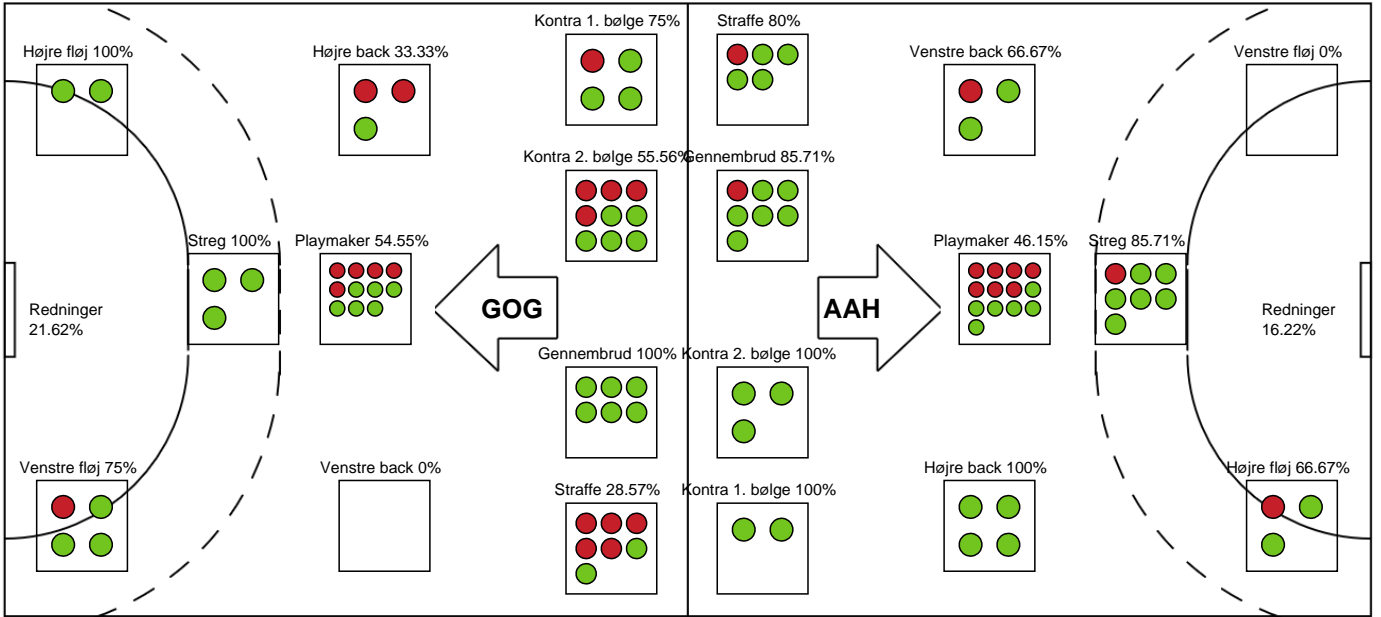 Kontra 1. bølge 75%
Straffe 80%
Højre fløj 100%
Højre back 33.33%
Venstre back 66.67%
Venstre fløj 0%
Kontra 2. bølge 55.56%
Gennembrud 85.71%
Streg 100%
Playmaker 54.55%
Playmaker 46.15%
Streg 85.71%
Redninger
21.62%
GOG
AAH
Redninger
16.22%
Gennembrud 100%
Kontra 2. bølge 100%
Venstre fløj 75%
Venstre back 0%
Højre back 100%
Højre fløj 66.67%
Straffe 28.57%
Kontra 1. bølge 100%